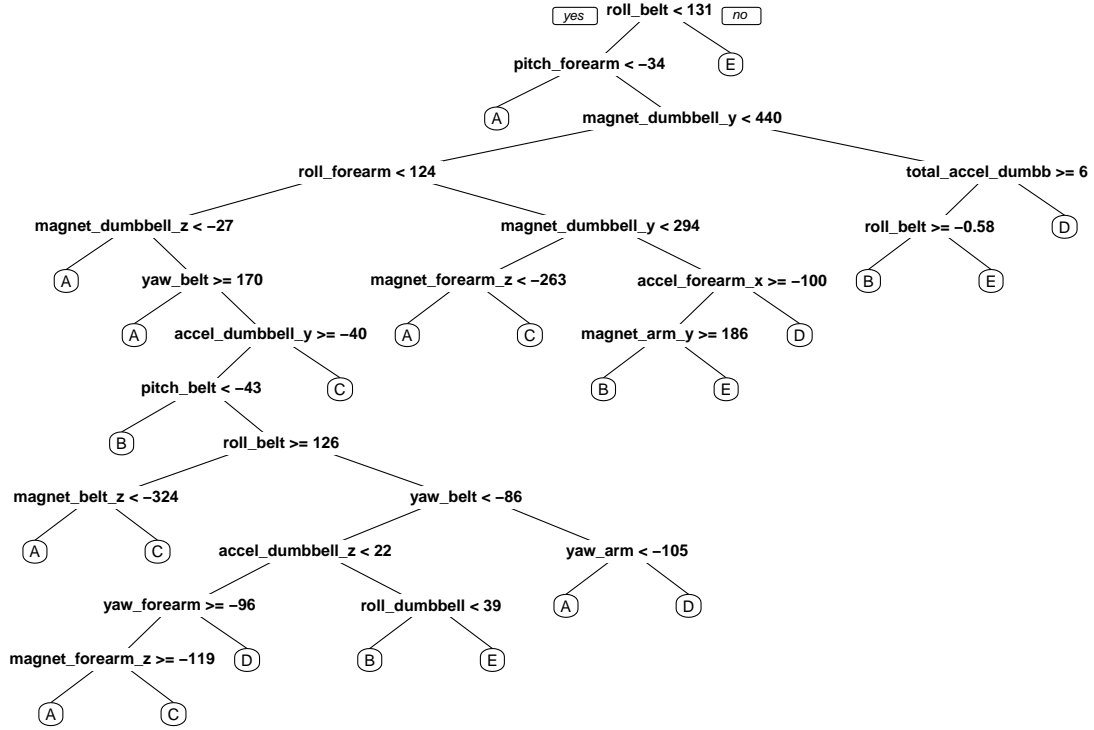 yes roll_belt < 131 no
pitch_forearm < −34 E
A magnet_dumbbell_y < 440
roll_forearm < 124 total_accel_dumbb >= 6
magnet_dumbbell_z < −27 magnet_dumbbell_y < 294 roll_belt >= −0.58 D
A yaw_belt >= 170 magnet_forearm_z < −263 accel_forearm_x >= −100 B E
A accel_dumbbell_y >= −40 A C magnet_arm_y >= 186 D
pitch_belt < −43 C B E
B roll_belt >= 126
magnet_belt_z < −324 yaw_belt < −86
A C accel_dumbbell_z < 22 yaw_arm < −105
yaw_forearm >= −96 roll_dumbbell < 39 A D
magnet_forearm_z >= −119 D B E
A C